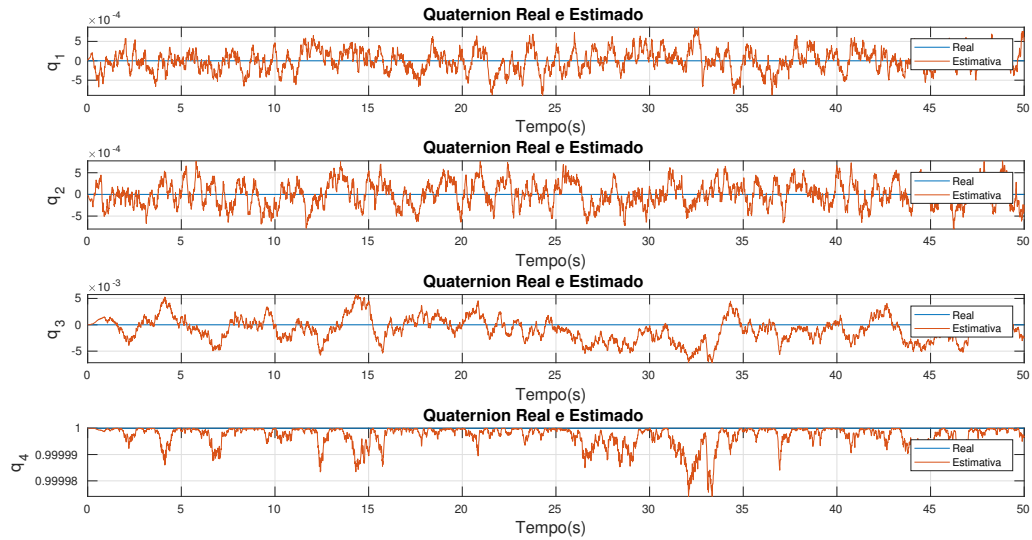 Quaternion Real e Estimado
×10⁻⁴
q₁
5
0
-5
Real
Estimativa
0 5 10 15 20 25 30 35 40 45 50
Tempo(s)
Quaternion Real e Estimado
×10⁻⁴
q₂
5
0
-5
Real
Estimativa
0 5 10 15 20 25 30 35 40 45 50
Tempo(s)
Quaternion Real e Estimado
×10⁻³
q₃
5
0
-5
Real
Estimativa
0 5 10 15 20 25 30 35 40 45 50
Tempo(s)
Quaternion Real e Estimado
q₄
1
0.99999
0.99998
Real
Estimativa
0 5 10 15 20 25 30 35 40 45 50
Tempo(s)